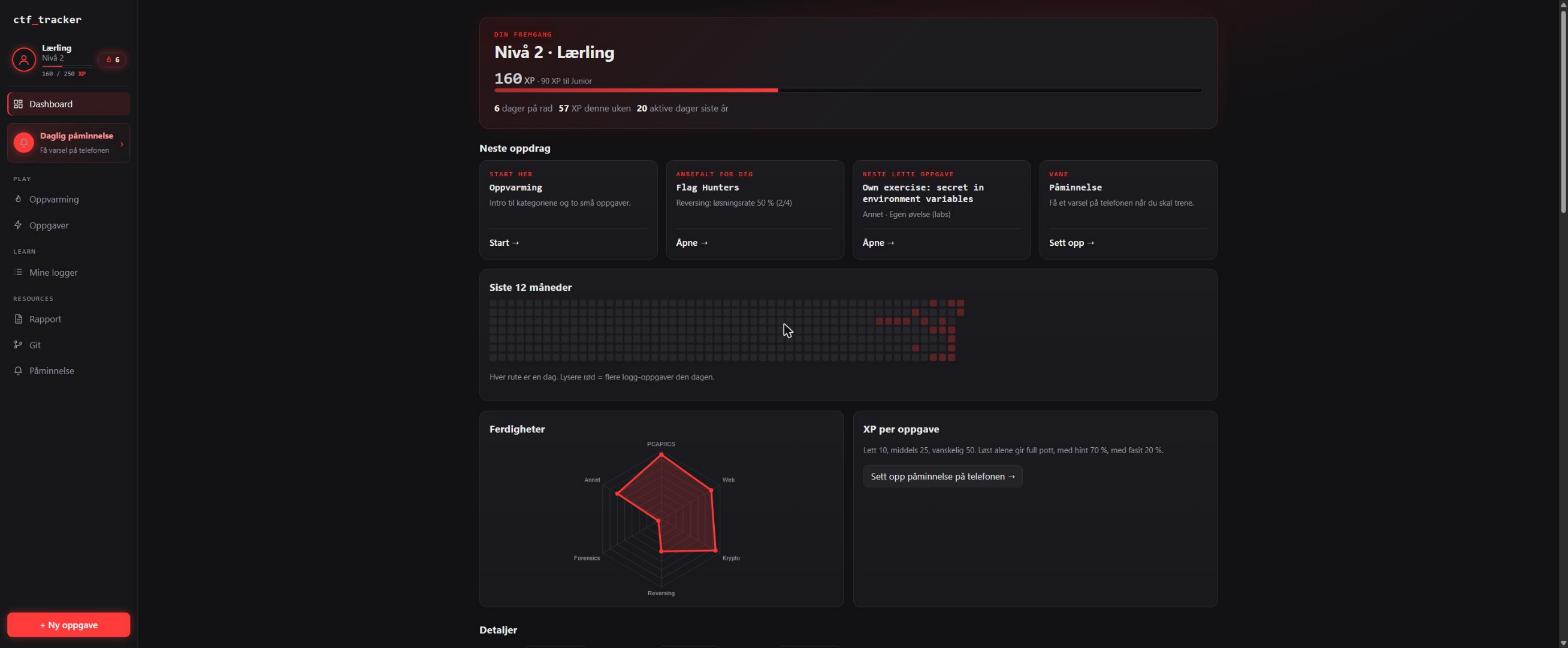 ctf_tracker
Lærling
Nivå 2
160 / 250 XP
6
Dashboard
Daglig påminnelse
Få varsel på telefonen
PLAY
Oppvarming
Oppgaver
LEARN
Mine logger
RESOURCES
Rapport
Git
Påminnelse
+ Ny oppgave
DIN FREMGANG
Nivå 2 · Lærling
160 XP · 90 XP til Junior
6 dager på rad 57 XP denne uken 20 aktive dager siste år
Neste oppdrag
START HER
Oppvarming
Intro til kategoriene og to små oppgaver.
Start →
ANBEFALT FOR DEG
Flag Hunters
Reversing: løsningsrate 50 % (2/4)
Åpne →
NESTE LETTE OPPGAVE
Own exercise: secret in
environment variables
Annet · Egen øvelse (labs)
Åpne →
VANE
Påminnelse
Få et varsel på telefonen når du skal trene.
Sett opp →
Siste 12 måneder
Hver rute er en dag. Lysere rød = flere logg-oppgaver den dagen.
Ferdigheter
PCAP/ICS
Annet
Web
Forensics
Krypto
Reversing
XP per oppgave
Lett 10, middels 25, vanskelig 50. Løst alene gir full pott, med hint 70 %, med fasit 20 %.
Sett opp påminnelse på telefonen →
Detaljer